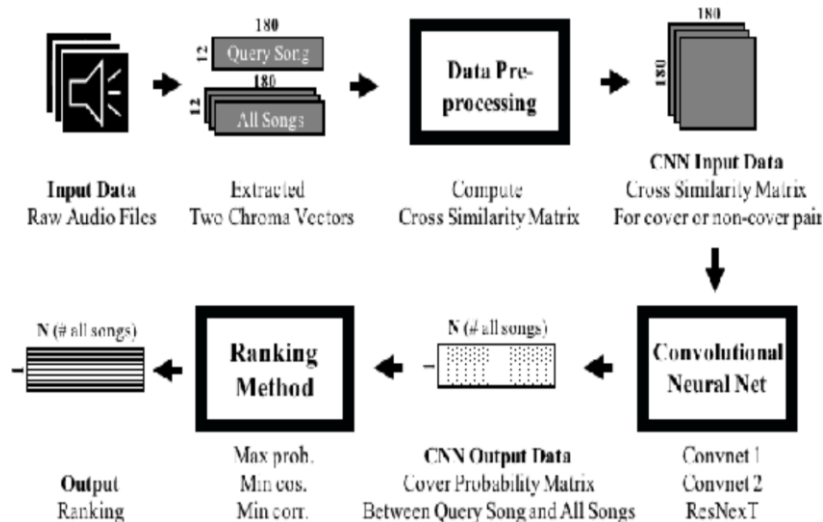 180
12
Query Song
180
12
All Songs
Data Pre-
processing
180
180
Input Data
Raw Audio Files
Extracted
Two Chroma Vectors
Compute
Cross Similarity Matrix
CNN Input Data
Cross Similarity Matrix
For cover or non-cover pair
N (# all songs)
1
Ranking
Method
N (# all songs)
1
Convolutional
Neural Net
Output
Ranking
Max prob.
Min cos.
Min corr.
CNN Output Data
Cover Probability Matrix
Between Query Song and All Songs
Convnet 1
Convnet 2
ResNexT